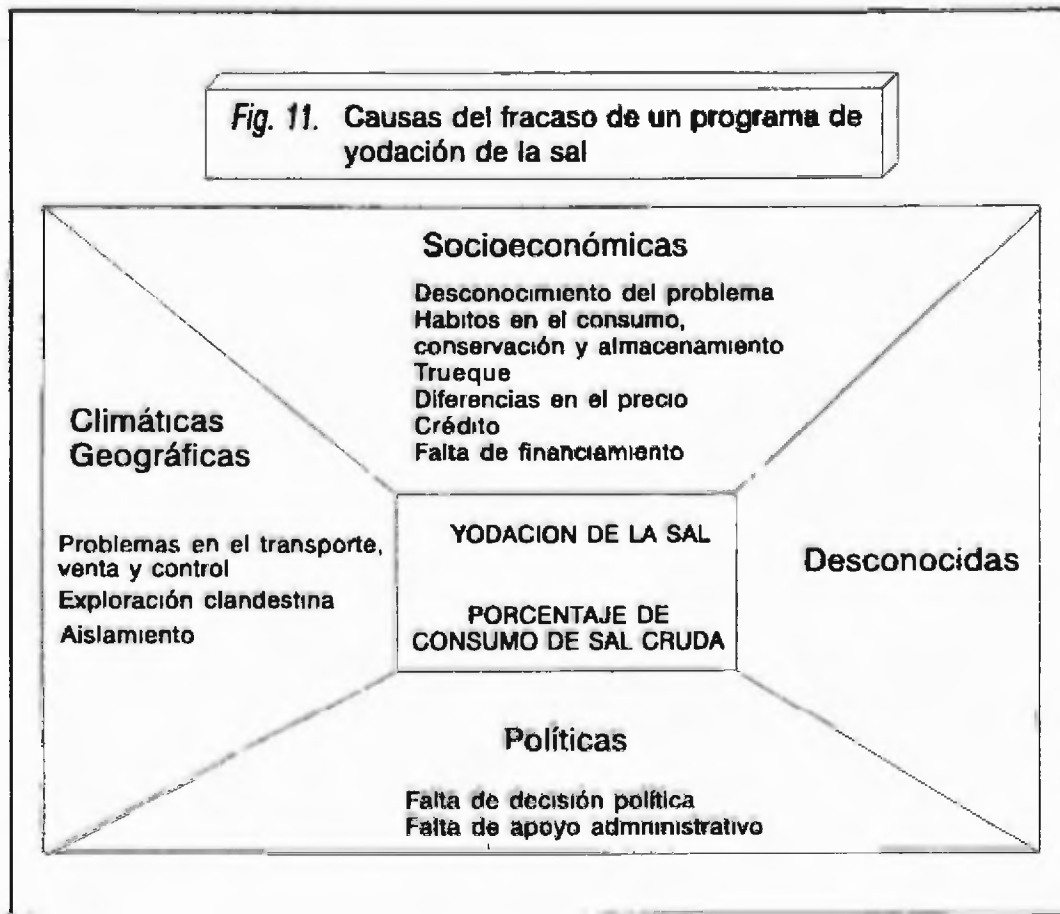 Fig. 11. Causas del fracaso de un programa de
yodación de la sal
Socioeconómicas
Desconocimiento del problema
Habitos en el consumo,
conservación y almacenamiento
Trueque
Diferencias en el precio
Crédito
Falta de financiamiento
Climáticas
Geográficas
Problemas en el transporte,
venta y control
Exploración clandestina
Aislamiento
YODACION DE LA SAL
PORCENTAJE DE
CONSUMO DE SAL CRUDA
Desconocidas
Políticas
Falta de decisión política
Falta de apoyo admninistrativo